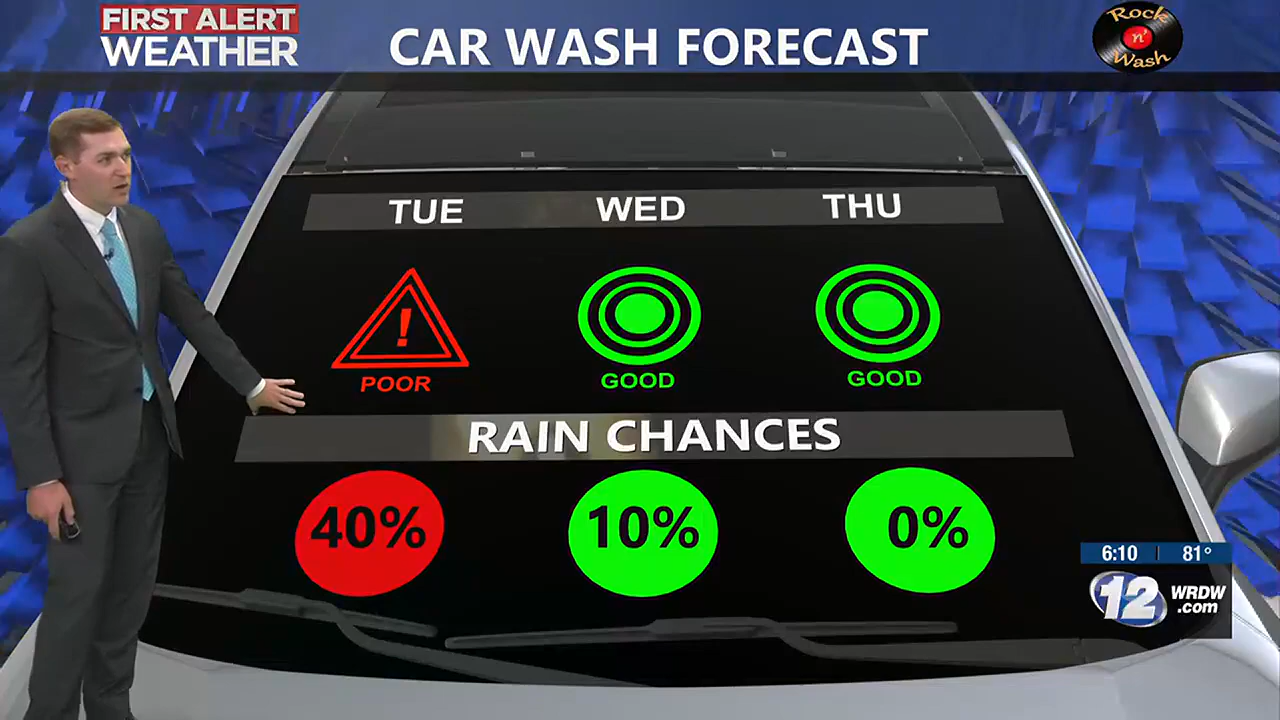 FIRST ALERT
WEATHER
CAR WASH FORECAST
Rock
n'
Wash
TUE WED THU
!
POOR GOOD GOOD
RAIN CHANCES
40% 10% 0%
6:10 81°
12 WRDW
.com